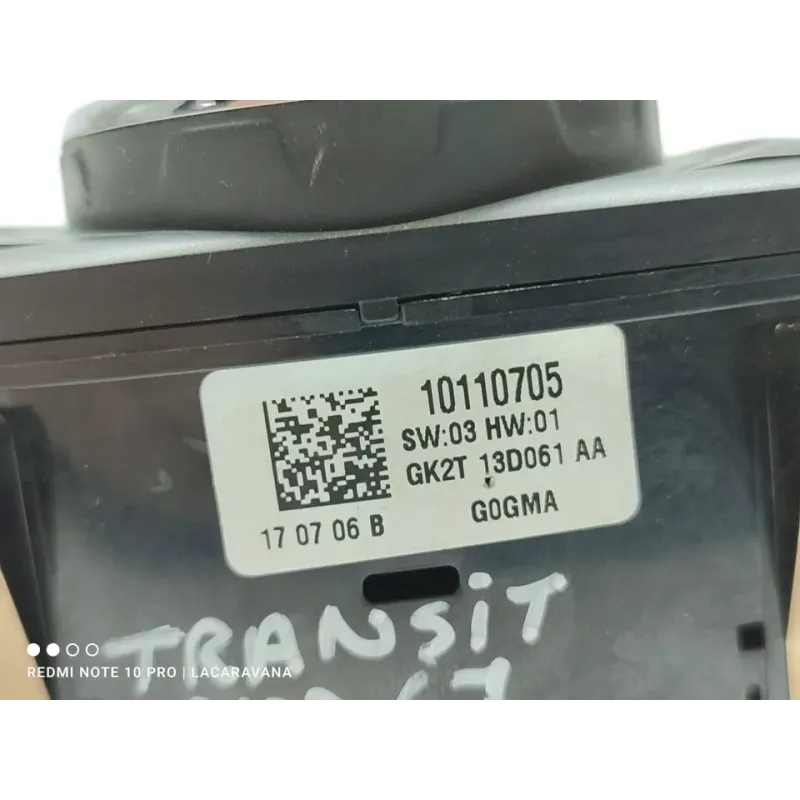 10110705
SW:03 HW:01
GK2T 13D061 AA
17 07 06 B
G0GMA
TRANSiT
REDMI NOTE 10 PRO | LACARAVANA